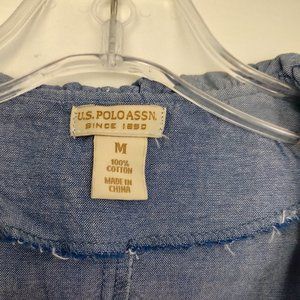 U.S. POLO ASSN.
SINCE 1890
M
100%
COTTON
MADE IN
CHINA